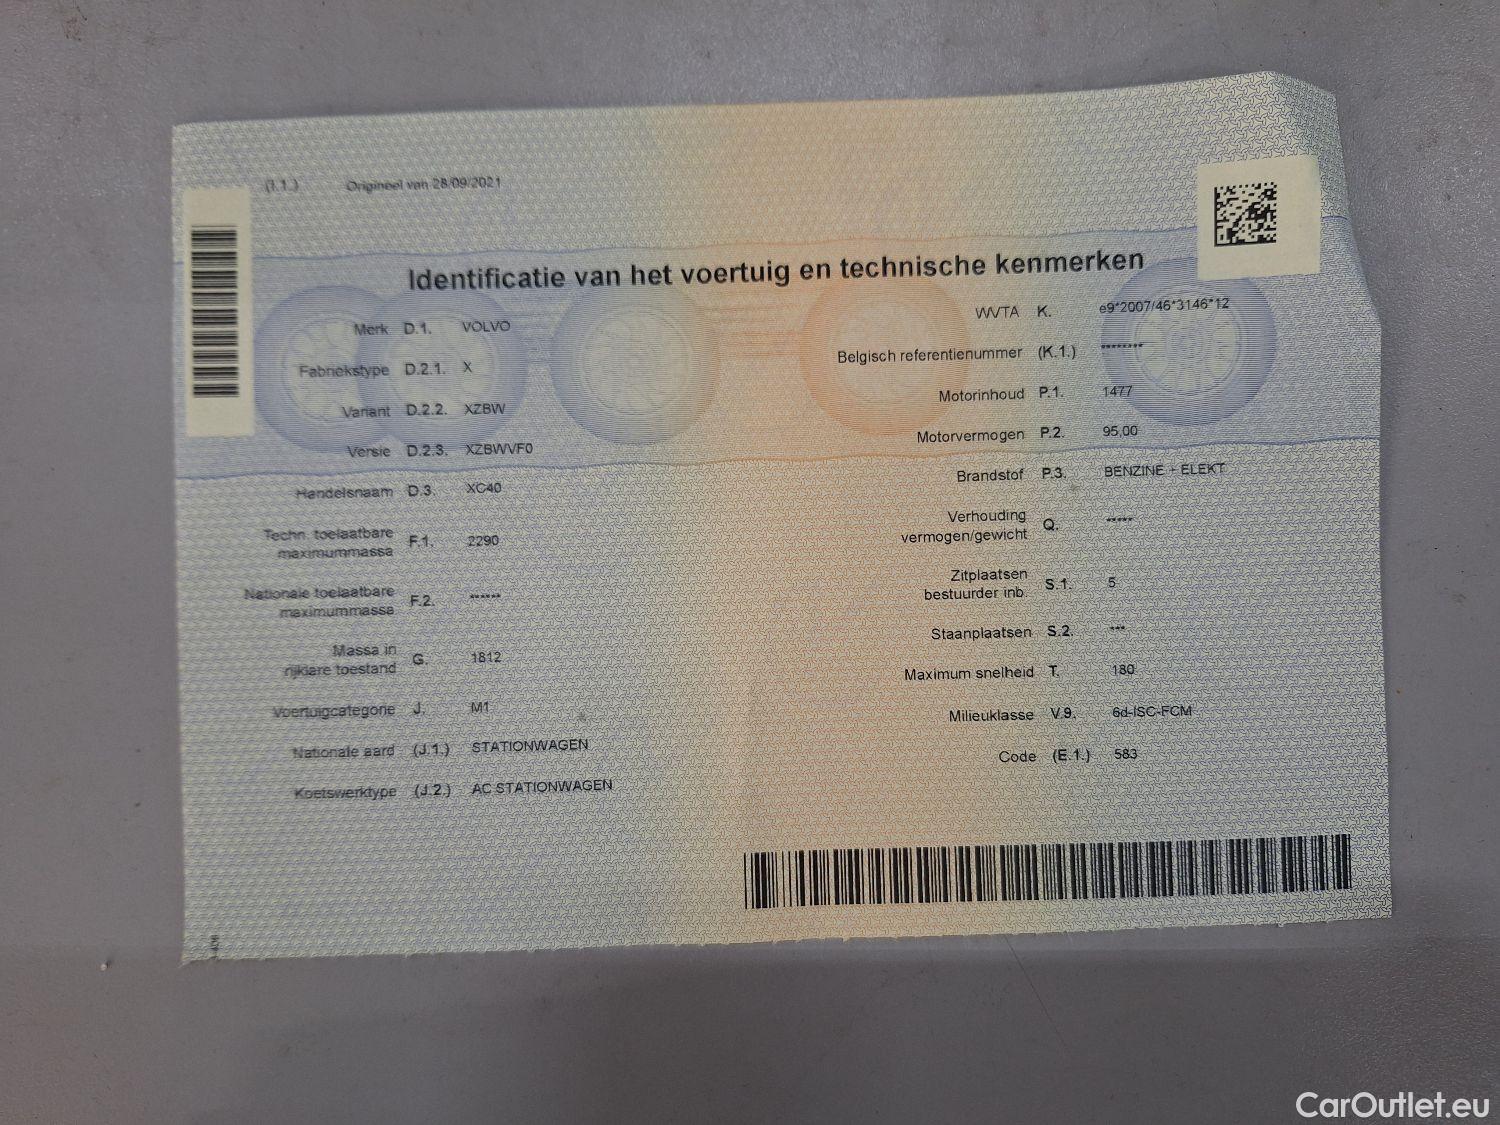 (I.1.) Origineel van 28/09/2021
Identificatie van het voertuig en technische kenmerken
Merk D.1. VOLVO
Fabriekstype D.2.1. X
Variant D.2.2. XZBW
Versie D.2.3. XZBWVF0
Handelsnaam D.3. XC40
Techn. toelaatbare
maximummassa F.1. 2290
Nationale toelaatbare
maximummassa F.2. ******
Massa in
rijklare toestand G. 1812
Voertuigcategorie J. M1
Nationale aard (J.1.) STATIONWAGEN
Koetswerktype (J.2.) AC STATIONWAGEN
WVTA K. e9*2007/46*3146*12
Belgisch referentienummer (K.1.) ********
Motorinhoud P.1. 1477
Motorvermogen P.2. 95,00
Brandstof P.3. BENZINE + ELEKT
Verhouding
vermogen/gewicht Q. *****
Zitplaatsen
bestuurder inb. S.1. 5
Staanplaatsen S.2. ***
Maximum snelheid T. 180
Milieuklasse V.9. 6d-ISC-FCM
Code (E.1.) 583
CarOutlet.eu